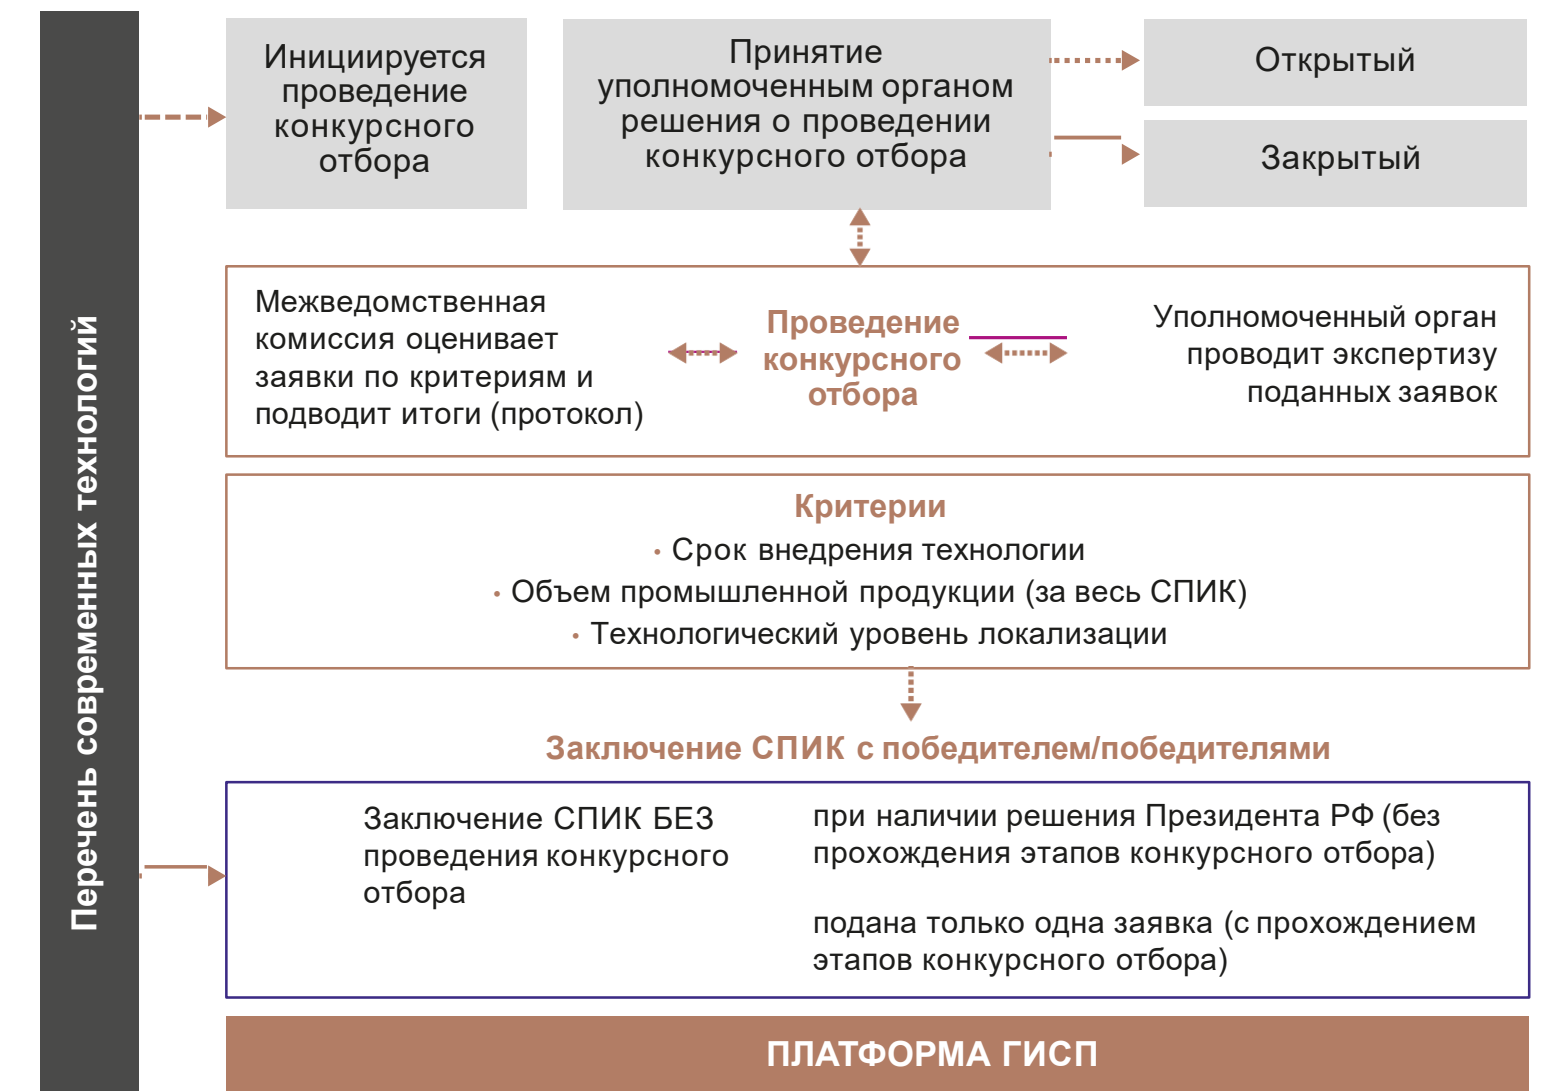 Перечень современных технологий
Инициируется
проведение
конкурсного
отбора
Принятие
уполномоченным органом
решения о проведении
конкурсного отбора
Открытый
Закрытый
Межведомственная
комиссия оценивает
заявки по критериям и
подводит итоги (протокол)
Проведение
конкурсного
отбора
Уполномоченный орган
проводит экспертизу
поданных заявок
Критерии
• Срок внедрения технологии
• Объем промышленной продукции (за весь СПИК)
• Технологический уровень локализации
Заключение СПИК с победителем/победителями
Заключение СПИК БЕЗ
проведения конкурсного
отбора
при наличии решения Президента РФ (без
прохождения этапов конкурсного отбора)
подана только одна заявка (с прохождением
этапов конкурсного отбора)
ПЛАТФОРМА ГИСП